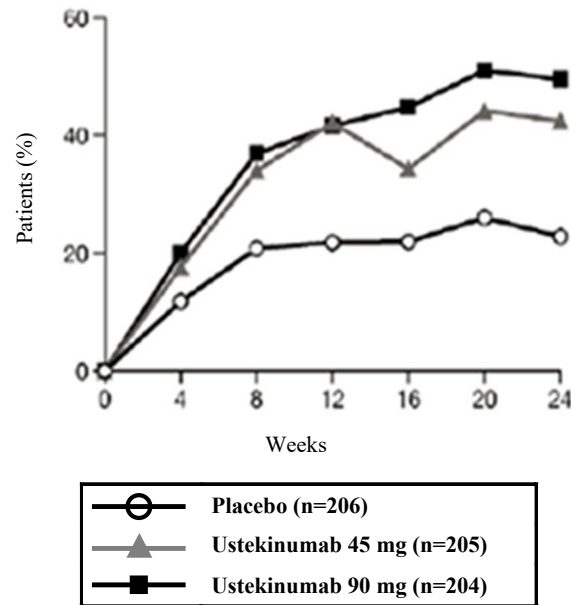 60
40
20
0
Patients (%)
0 4 8 12 16 20 24
Weeks
Placebo (n=206)
Ustekinumab 45 mg (n=205)
Ustekinumab 90 mg (n=204)